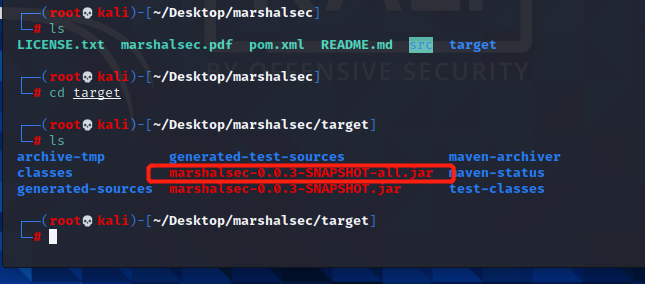 (root💀kali)-[~/Desktop/marshalsec]
# ls
LICENSE.txt marshalsec.pdf pom.xml README.md src target
BY OFFENSIVE SECURITY
(root💀kali)-[~/Desktop/marshalsec]
# cd target
(root💀kali)-[~/Desktop/marshalsec/target]
# ls
archive-tmp generated-test-sources maven-archiver
classes marshalsec-0.0.3-SNAPSHOT-all.jar maven-status
generated-sources marshalsec-0.0.3-SNAPSHOT.jar test-classes
(root💀kali)-[~/Desktop/marshalsec/target]
#